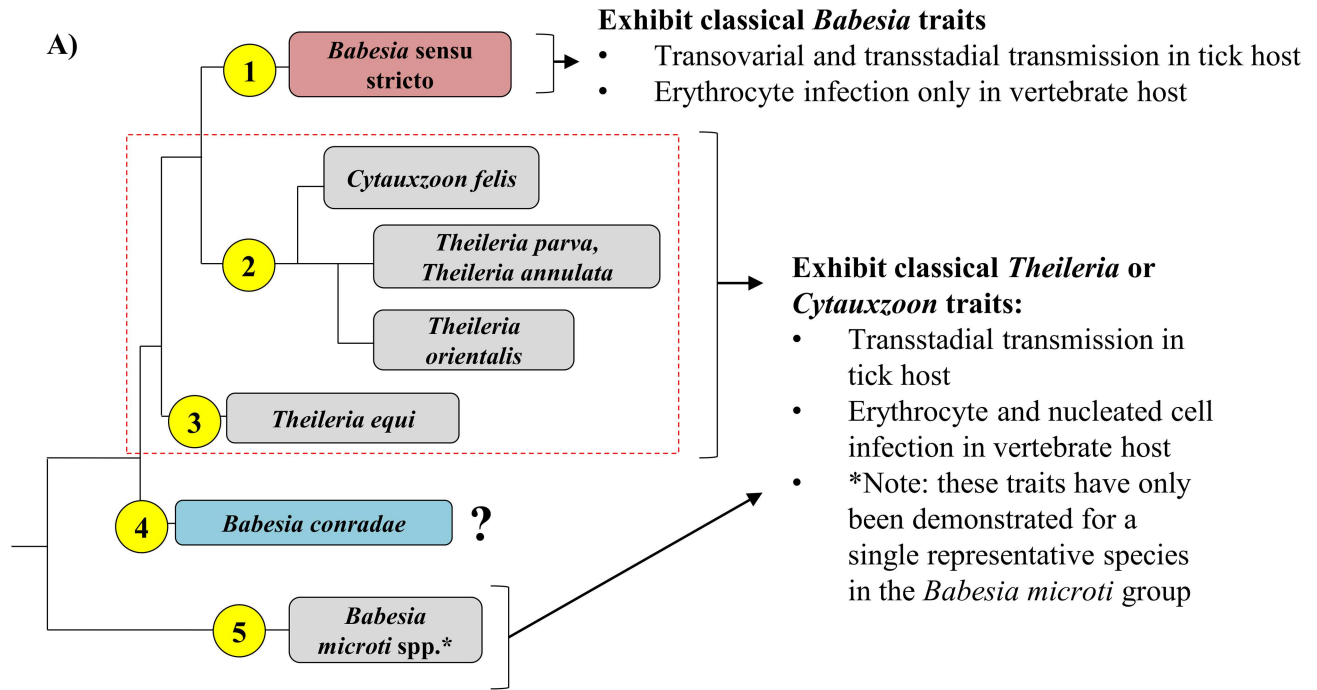 A)
1
Babesia sensu
stricto
Exhibit classical Babesia traits
• Transovarial and transstadial transmission in tick host
• Erythrocyte infection only in vertebrate host
Cytauxzoon felis
2
Theileria parva,
Theileria annulata
Theileria
orientalis
3
Theileria equi
Exhibit classical Theileria or
Cytauxzoon traits:
• Transstadial transmission in
tick host
• Erythrocyte and nucleated cell
infection in vertebrate host
• *Note: these traits have only
been demonstrated for a
single representative species
in the Babesia microti group
4
Babesia conradae
?
5
Babesia
microti spp.*